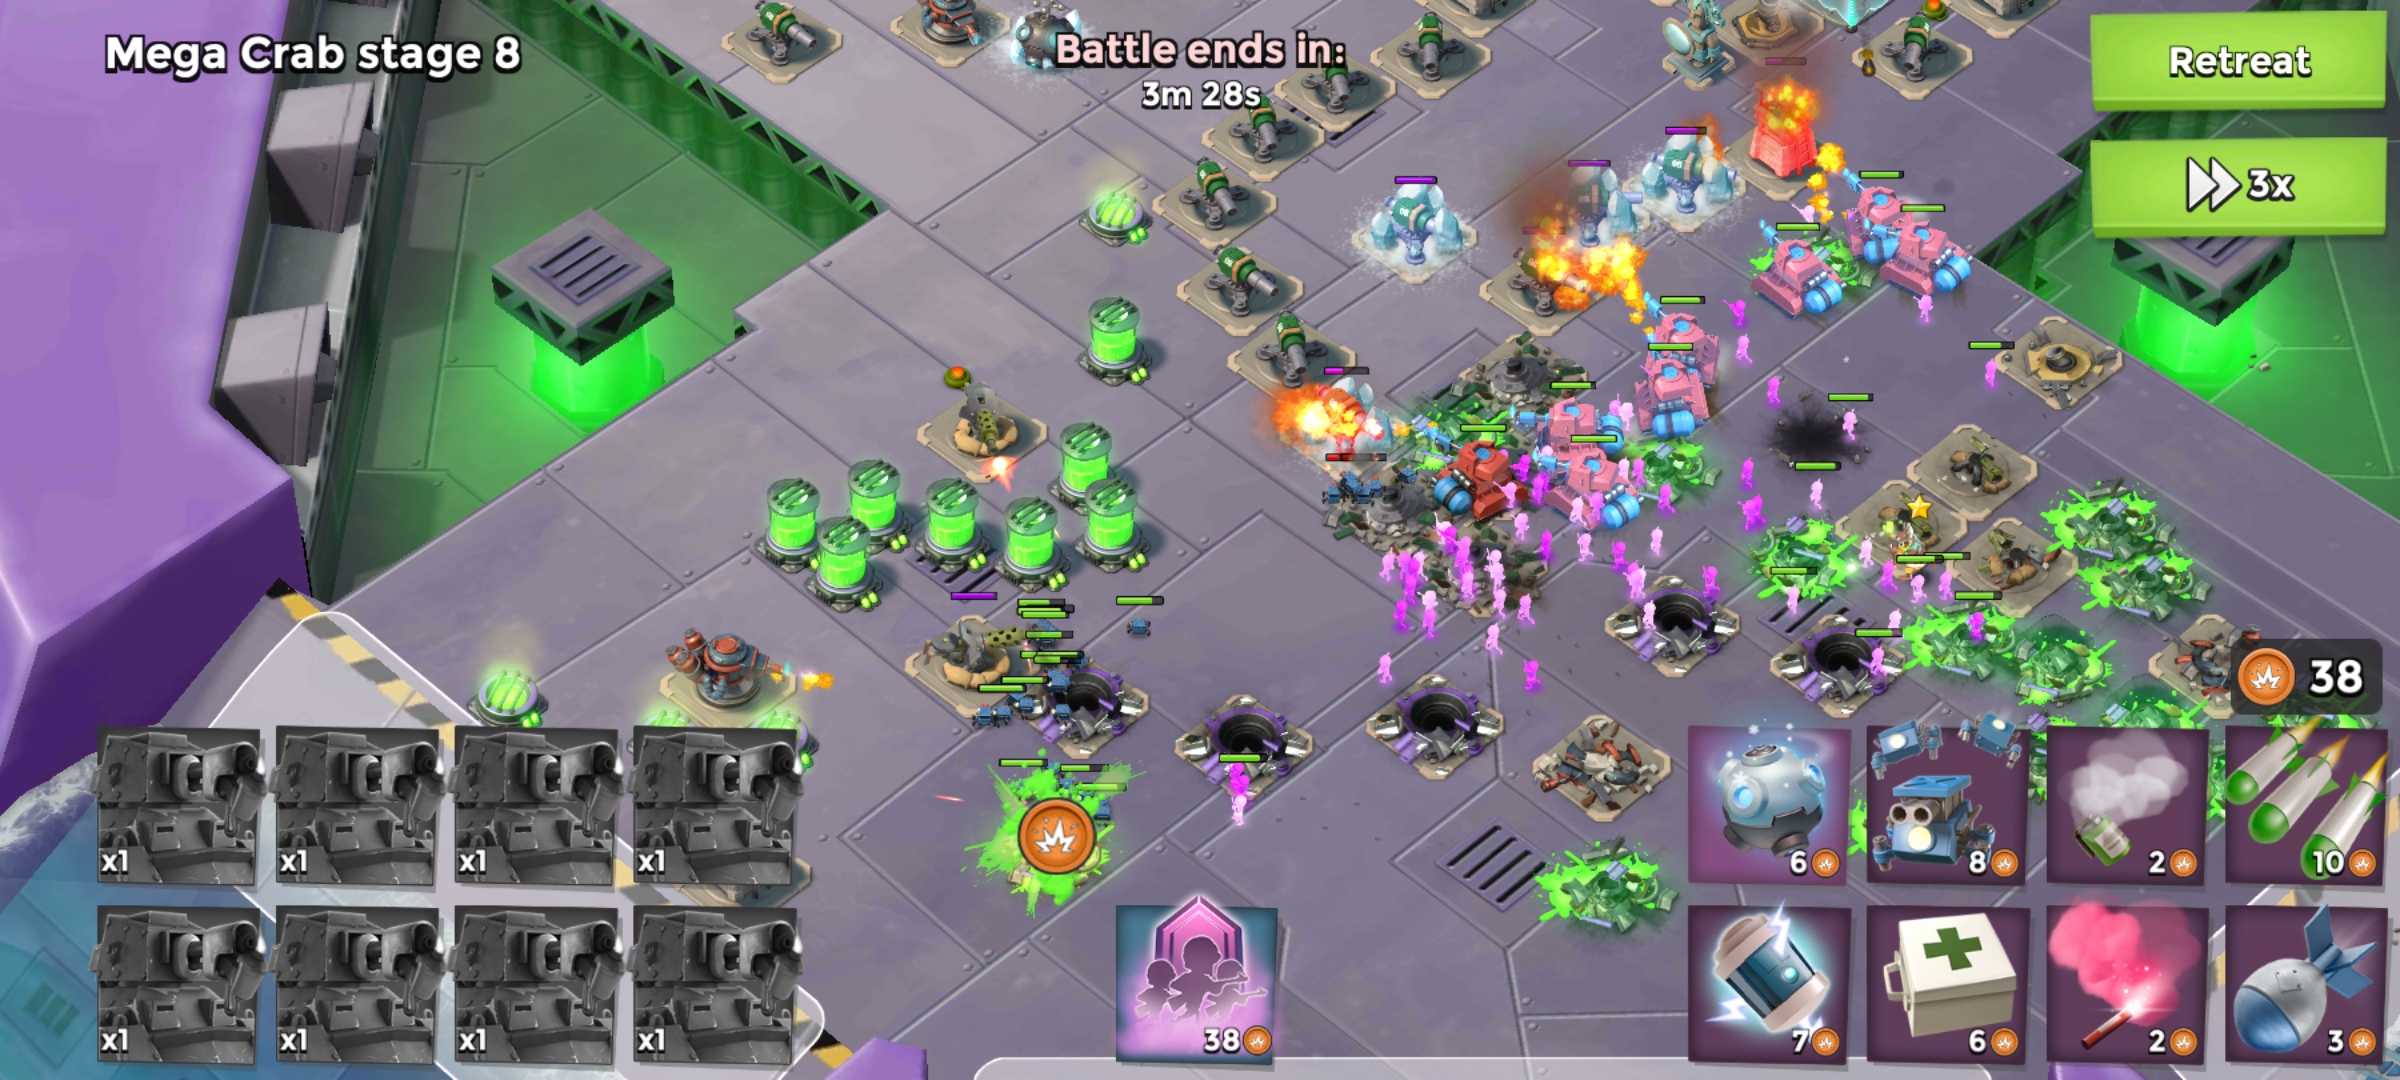 Mega Crab stage 8
Battle ends in:
3m 28s
Retreat
3x
38
x1
x1
x1
x1
6
8
2
10
x1
x1
x1
x1
38
7
6
2
3